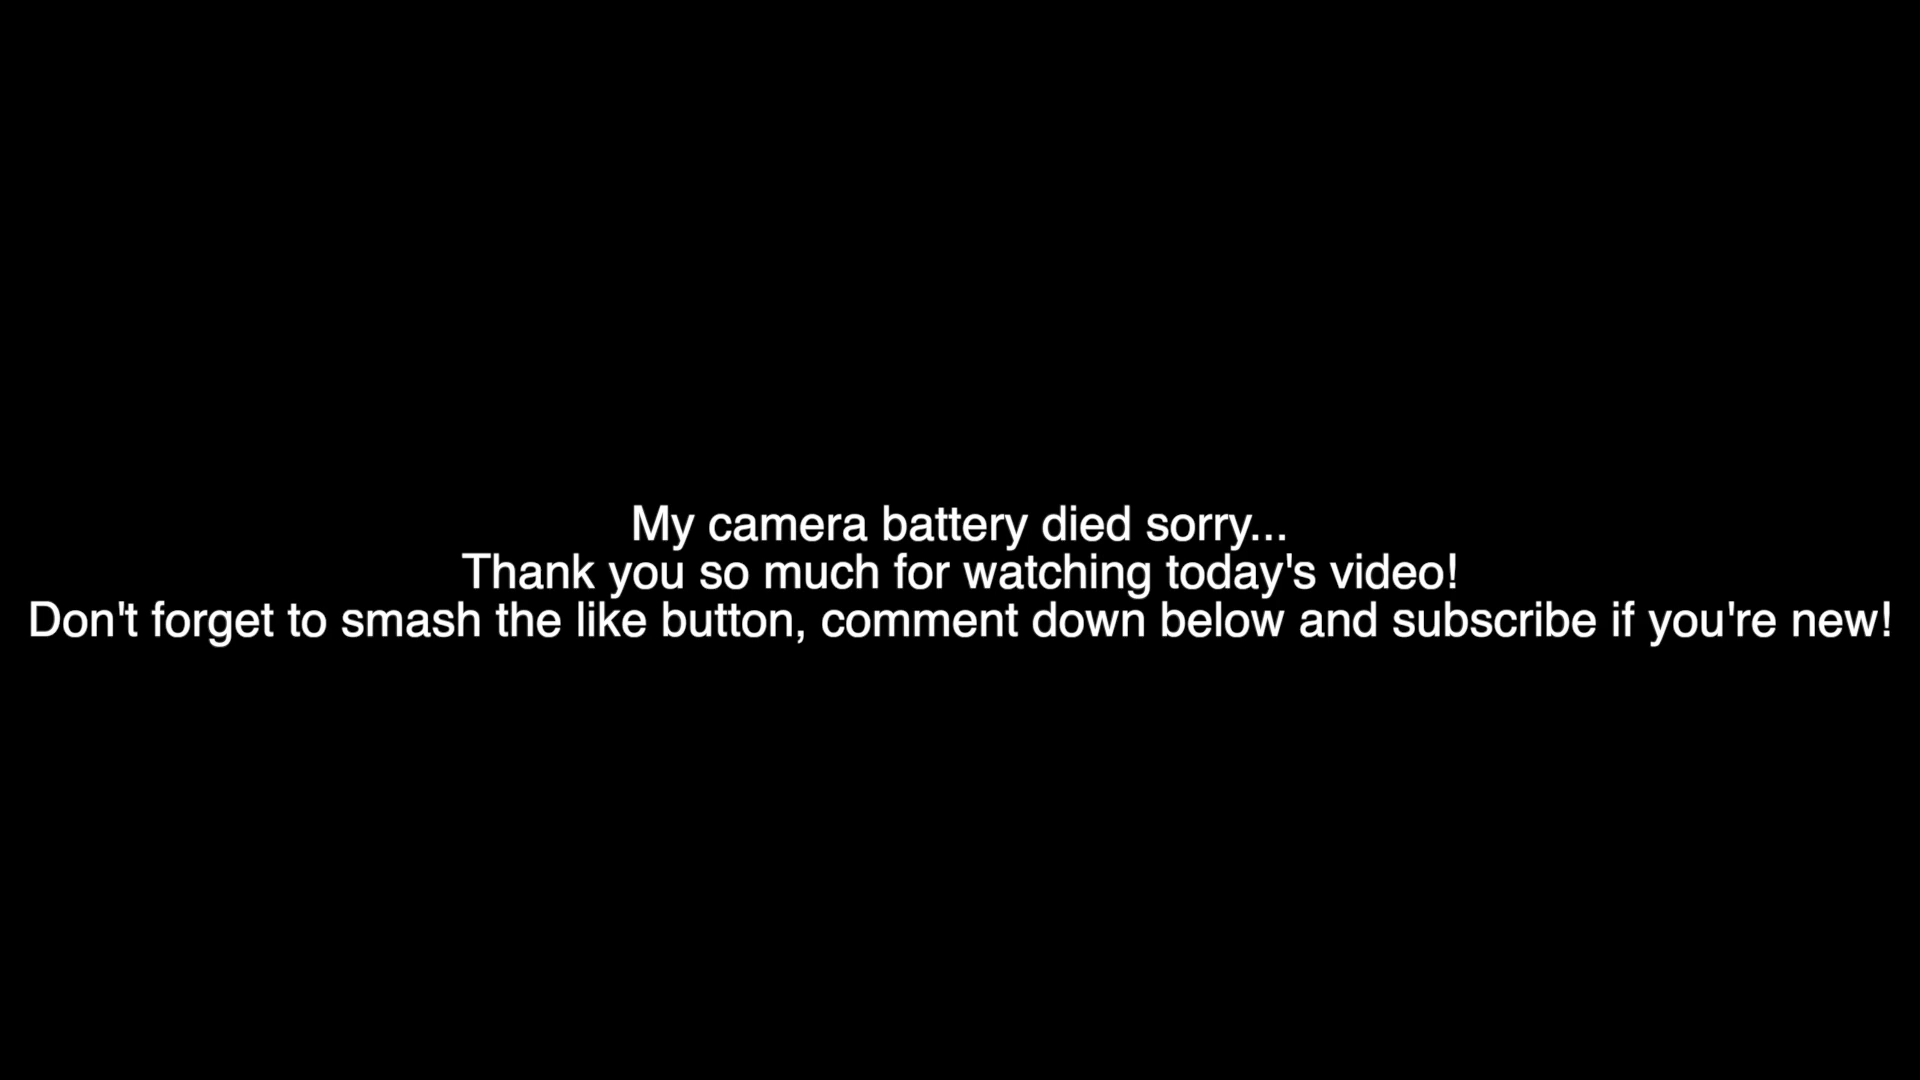 My camera battery died sorry...
Thank you so much for watching today's video!
Don't forget to smash the like button, comment down below and subscribe if you're new!